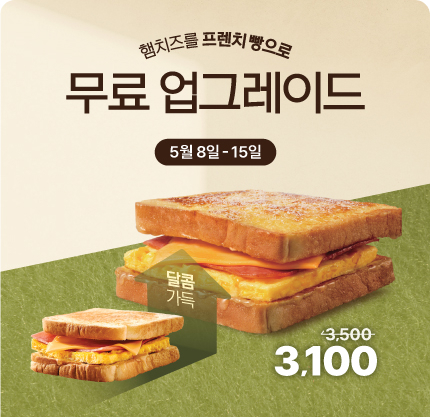 햄치즈를 프렌치 빵으로
무료 업그레이드
5월 8일 - 15일
달콤
가득
3,500
3,100